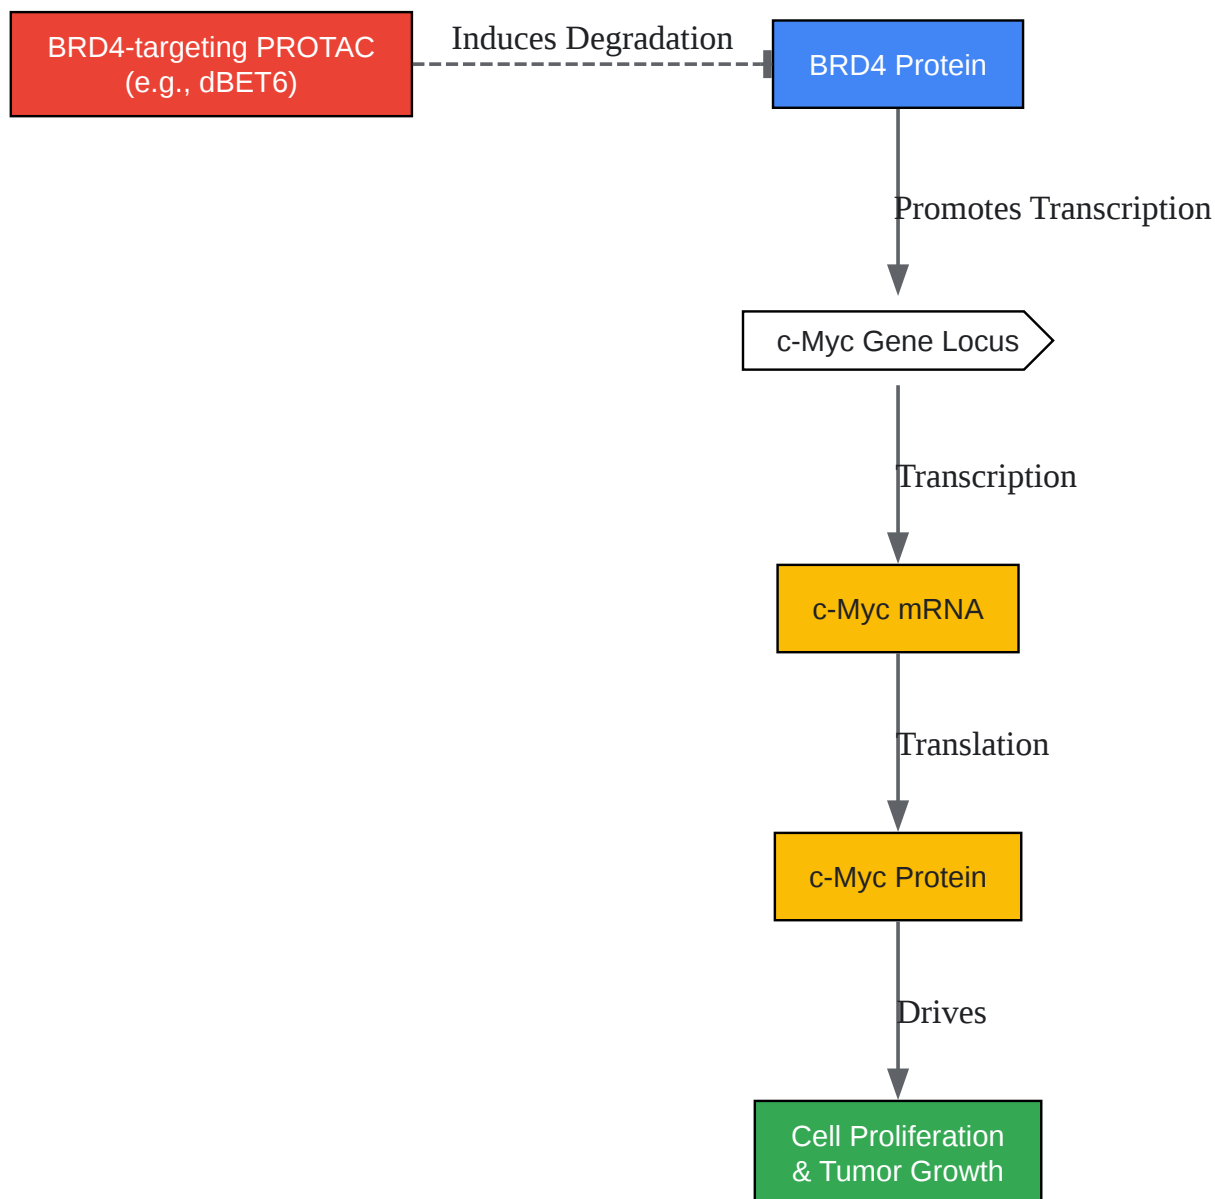 BRD4-targeting PROTAC
(e.g., dBET6)
Induces Degradation
BRD4 Protein
Promotes Transcription
c-Myc Gene Locus
Transcription
c-Myc mRNA
Translation
c-Myc Protein
Drives
Cell Proliferation
& Tumor Growth